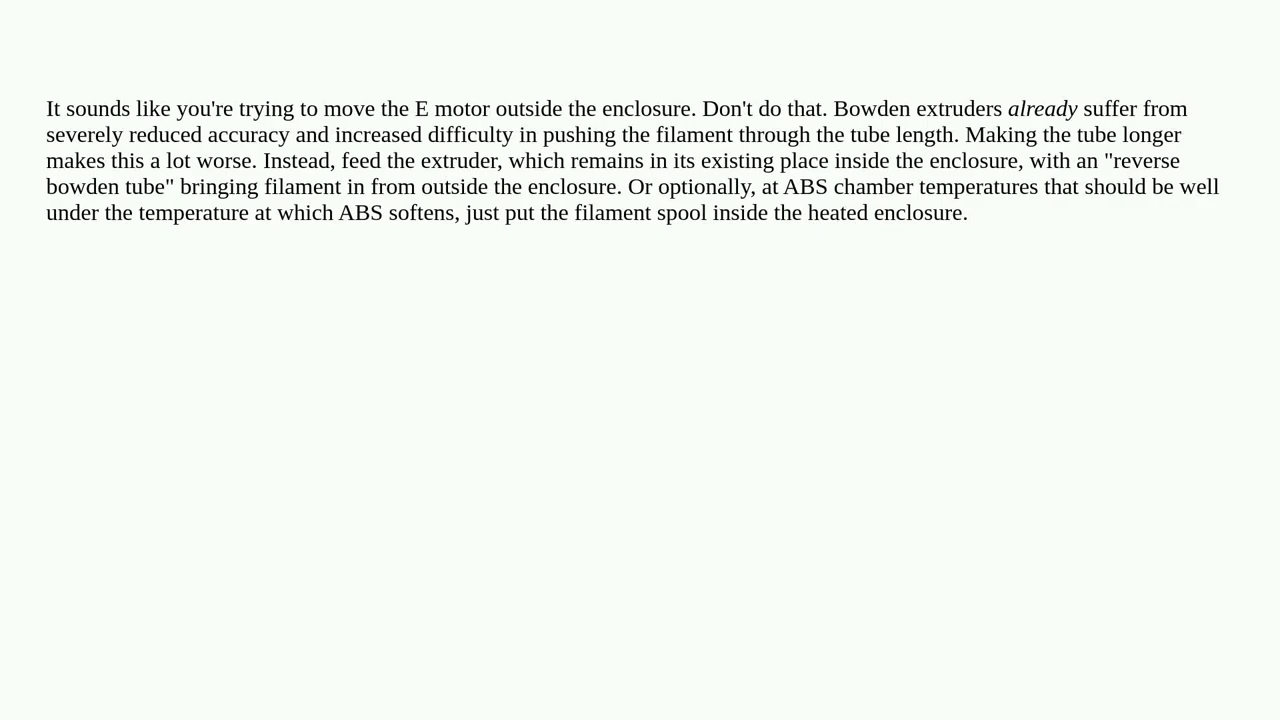 It sounds like you're trying to move the E motor outside the enclosure. Don't do that. Bowden extruders already suffer from
severely reduced accuracy and increased difficulty in pushing the filament through the tube length. Making the tube longer
makes this a lot worse. Instead, feed the extruder, which remains in its existing place inside the enclosure, with an "reverse
bowden tube" bringing filament in from outside the enclosure. Or optionally, at ABS chamber temperatures that should be well
under the temperature at which ABS softens, just put the filament spool inside the heated enclosure.